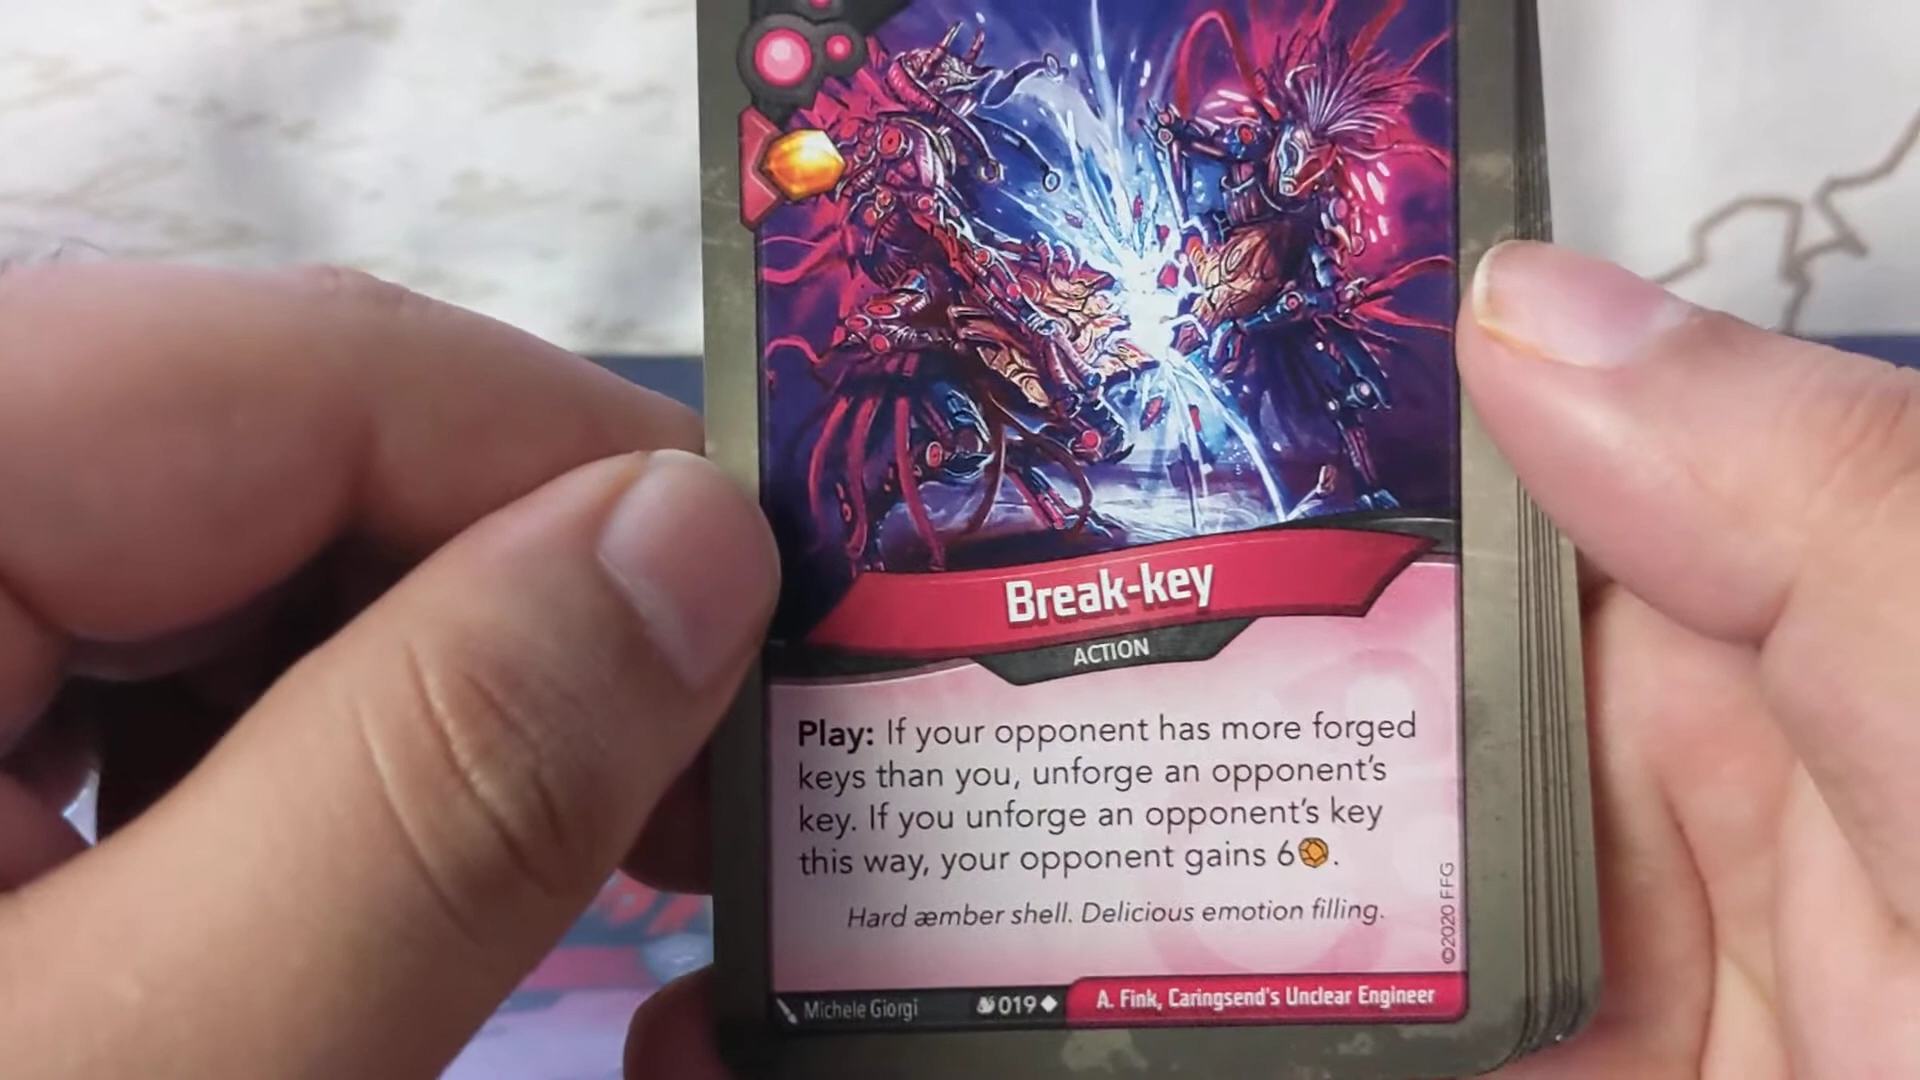 Break-key
ACTION
Play: If your opponent has more forged
keys than you, unforge an opponent's
key. If you unforge an opponent's key
this way, your opponent gains 6.
Hard æmber shell. Delicious emotion filling.
©2020 FFG
Michele Giorgi
019
A. Fink, Caringsend's Unclear Engineer